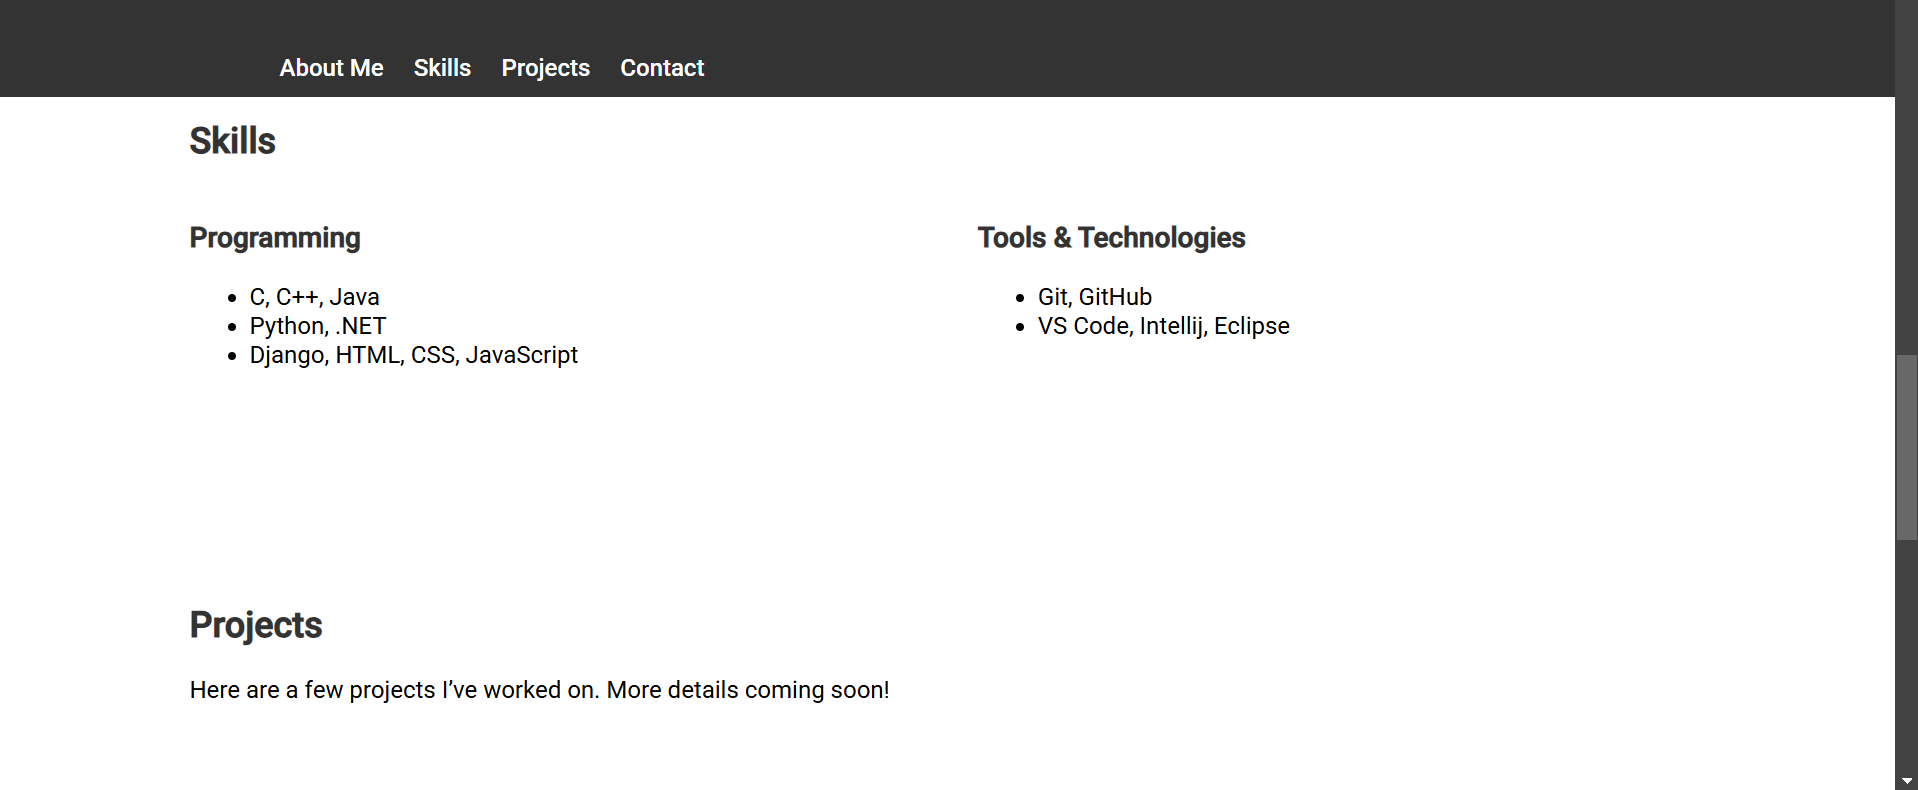 About Me Skills Projects Contact
Skills
Programming
C, C++, Java
Python, .NET
Django, HTML, CSS, JavaScript
Tools & Technologies
Git, GitHub
VS Code, Intellij, Eclipse
Projects
Here are a few projects I’ve worked on. More details coming soon!